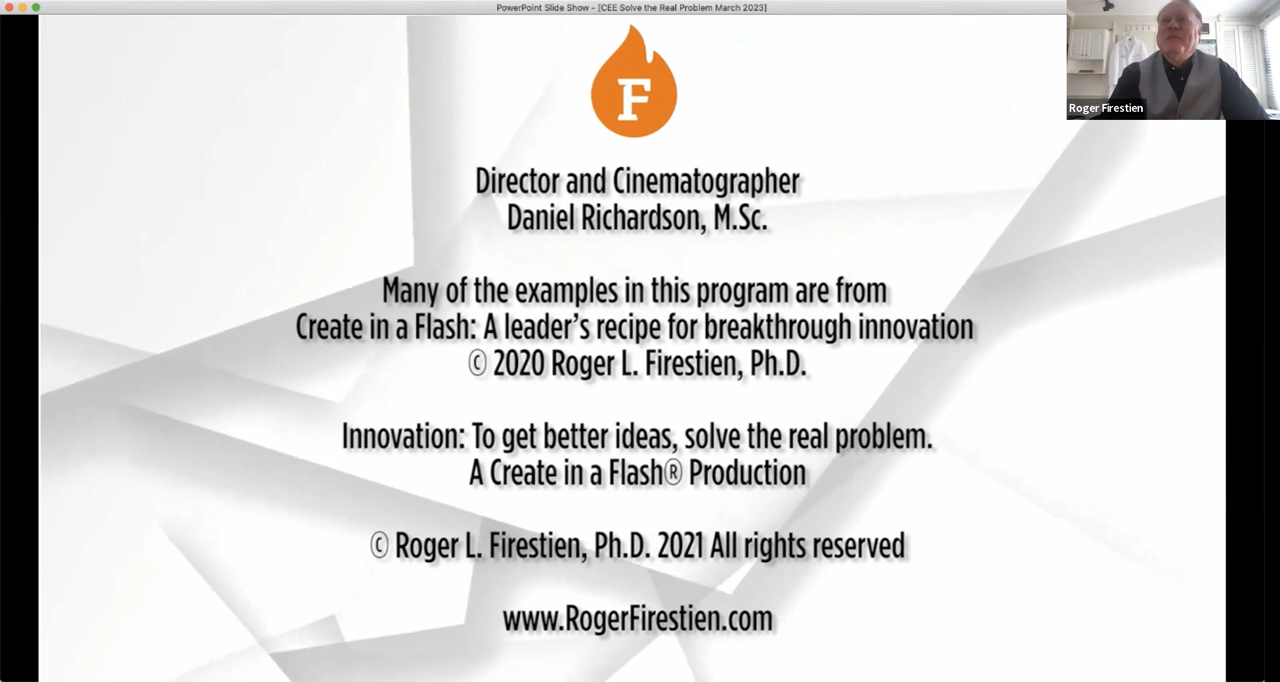 PowerPoint Slide Show - [CEE Solve the Real Problem March 2023]
F
Roger Firestien
Director and Cinematographer
Daniel Richardson, M.Sc.
Many of the examples in this program are from
Create in a Flash: A leader’s recipe for breakthrough innovation
© 2020 Roger L. Firestien, Ph.D.
Innovation: To get better ideas, solve the real problem.
A Create in a Flash® Production
© Roger L. Firestien, Ph.D. 2021 All rights reserved
www.RogerFirestien.com